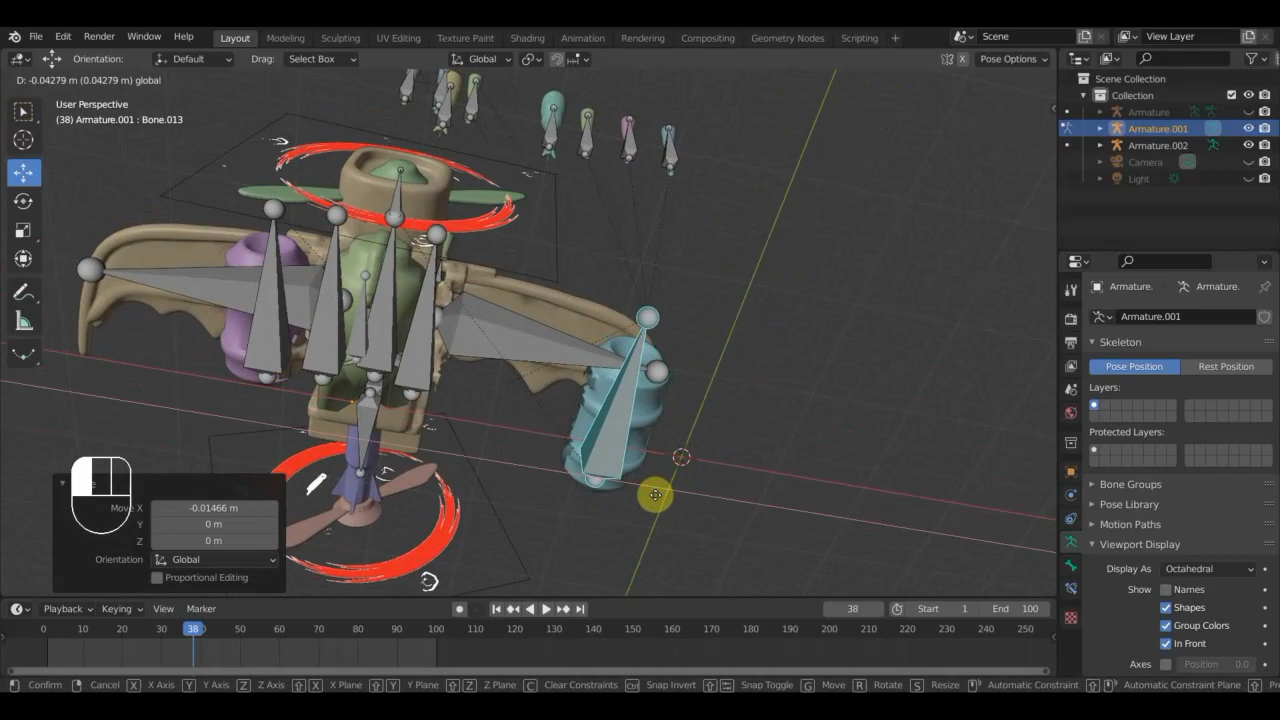 File Edit Render Window Help Layout Modeling Sculpting UV Editing Texture Paint Shading Animation Rendering Compositing Geometry Nodes Scripting + Scene View Layer
Orientation: Default Drag: Select Box Global X Pose Options
D: -0.04279 m (0.04279 m) global
User Perspective
(38) Armature.001 : Bone.013
Scene Collection
Collection
Armature
Armature.001
Armature.002
Camera
Light
Armature. Armature.
Armature.001
Skeleton
Pose Position Rest Position
Layers:
Protected Layers:
Bone Groups
Pose Library
Motion Paths
Viewport Display
Display As Octahedral
Show Names
Shapes
Group Colors
In Front
Axes Position 0.0
Move X -0.01466 m
Y 0 m
Z 0 m
Orientation Global
Proportional Editing
Playback Keying View Marker 38 Start 1 End 100
0 10 20 30 38 50 60 70 80 90 100 110 120 130 140 150 160 170 180 190 200 210 220 230 240 250
Confirm Cancel X X Axis Y Y Axis Z Z Axis X X Plane Y Y Plane Z Z Plane C Clear Constraints Ctrl Snap Invert Snap Toggle G Move R Rotate S Resize Automatic Constraint Automatic Constraint Plane